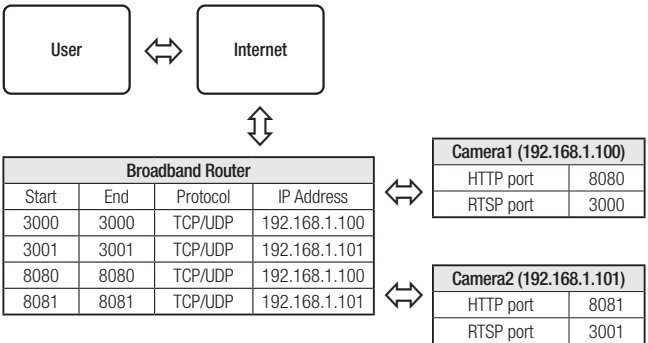 User
Internet
Broadband Router
Start End Protocol IP Address
3000 3000 TCP/UDP 192.168.1.100
3001 3001 TCP/UDP 192.168.1.101
8080 8080 TCP/UDP 192.168.1.100
8081 8081 TCP/UDP 192.168.1.101
Camera1 (192.168.1.100)
HTTP port 8080
RTSP port 3000
Camera2 (192.168.1.101)
HTTP port 8081
RTSP port 3001